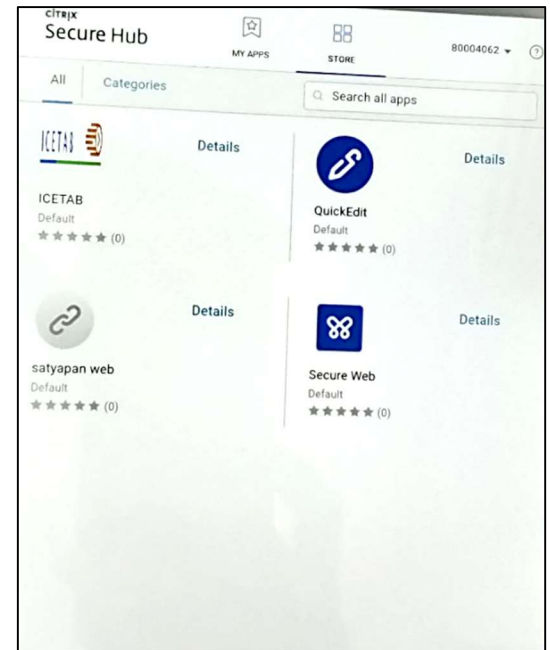 citrix
Secure Hub
MY APPS
STORE
80004062
?
All
Categories
Search all apps
ICETAB
Details
ICETAB
Default
(0)
Details
QuickEdit
Default
(0)
Details
satyapan web
Default
(0)
Details
Secure Web
Default
(0)